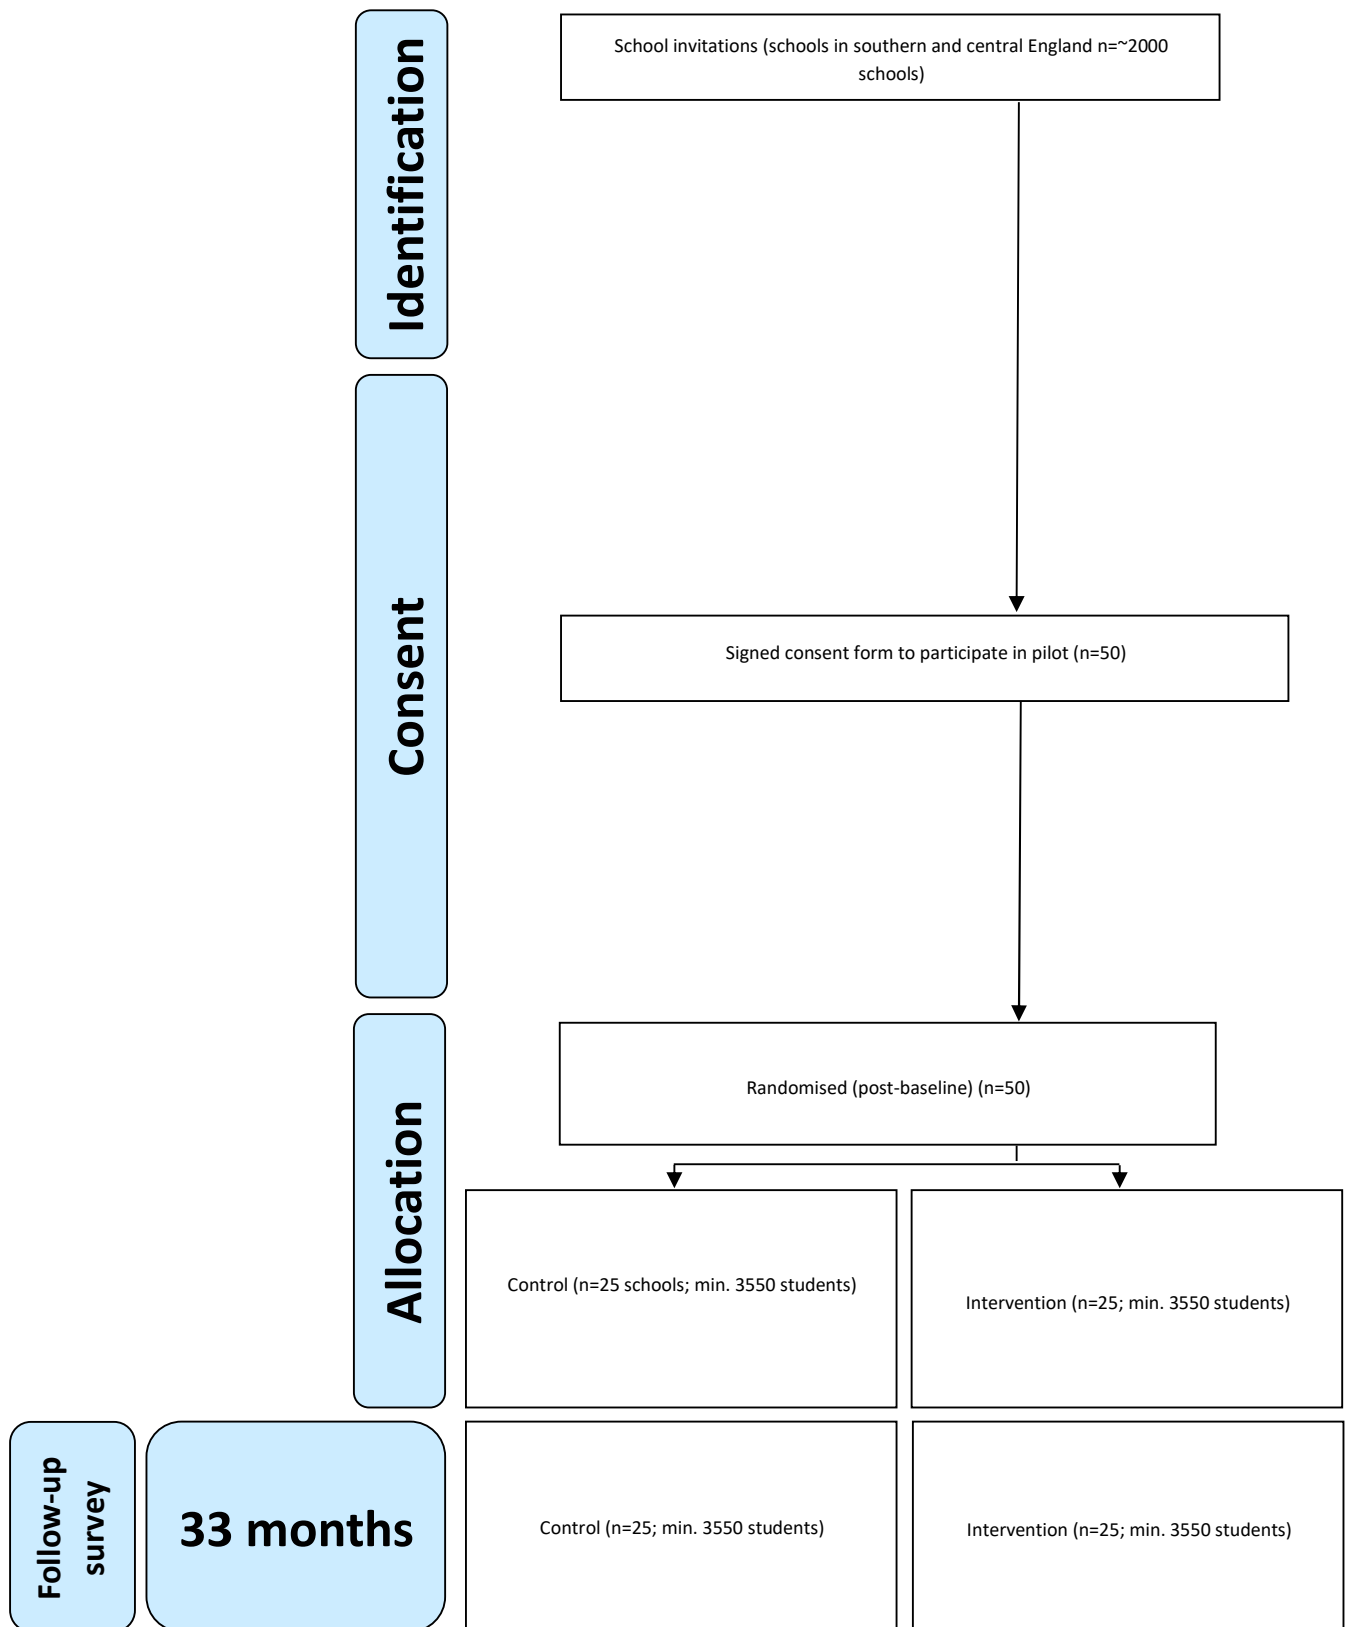 Identification
School invitations (schools in southern and central England n=~2000
schools)
Consent
Signed consent form to participate in pilot (n=50)
Allocation
Randomised (post-baseline) (n=50)
Control (n=25 schools; min. 3550 students)
Intervention (n=25; min. 3550 students)
Follow-up
survey
33 months
Control (n=25; min. 3550 students)
Intervention (n=25; min. 3550 students)